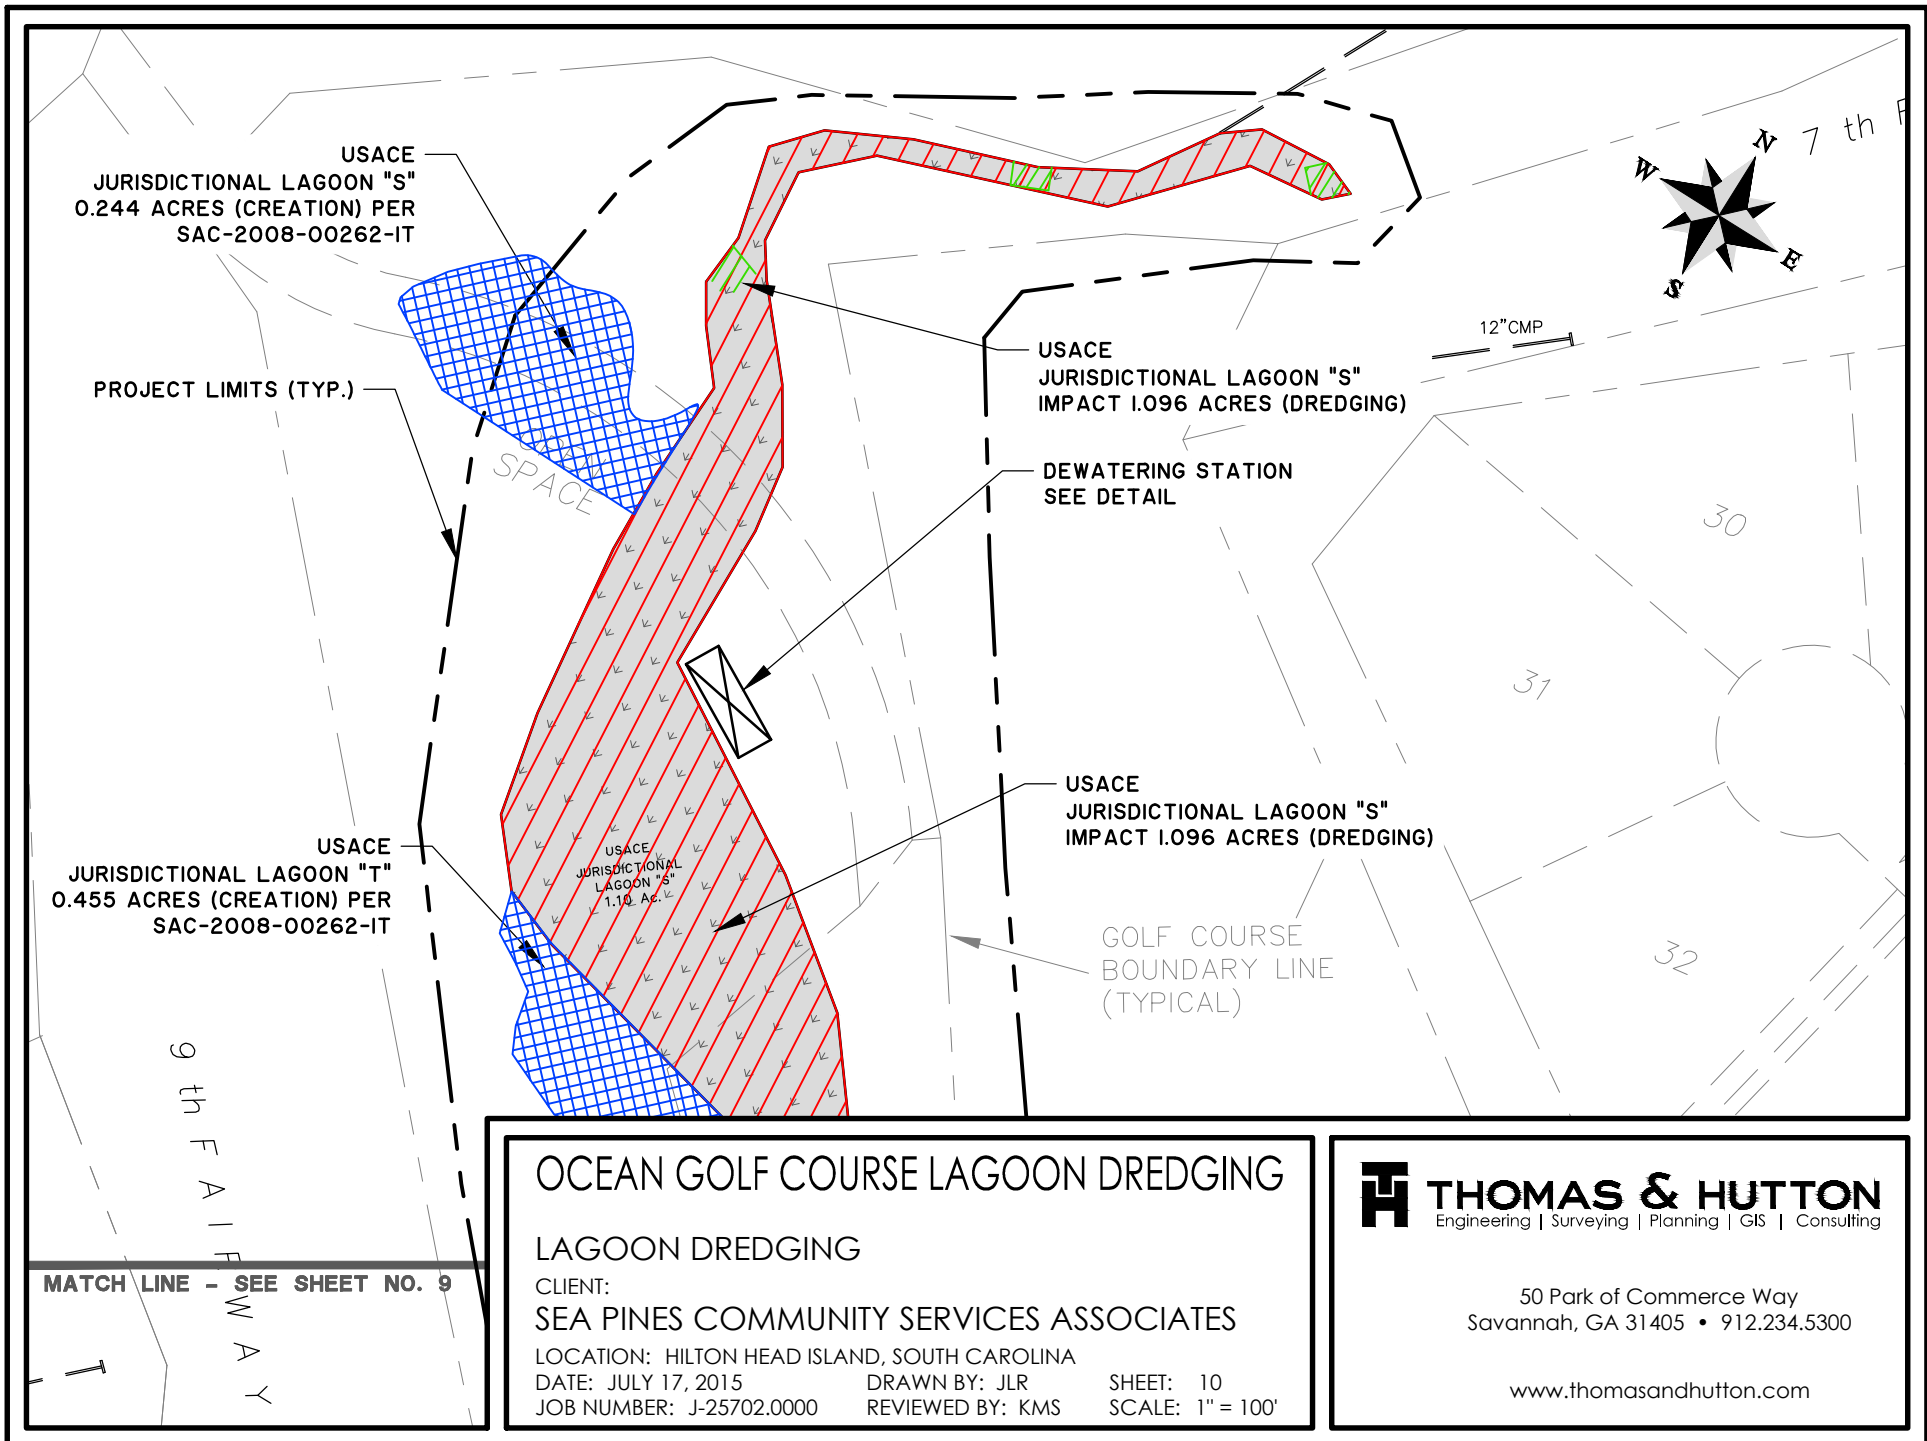 USACE
JURISDICTIONAL LAGOON "S"
0.244 ACRES (CREATION) PER
SAC-2008-00262-IT
PROJECT LIMITS (TYP.)
OPEN
SPACE
7 th
N
W
E
S
12"CMP
USACE
JURISDICTIONAL LAGOON "S"
IMPACT 1.096 ACRES (DREDGING)
DEWATERING STATION
SEE DETAIL
30
31
32
USACE
JURISDICTIONAL LAGOON "S"
IMPACT 1.096 ACRES (DREDGING)
USACE
JURISDICTIONAL
LAGOON "S"
1.10 Ac.
USACE
JURISDICTIONAL LAGOON "T"
0.455 ACRES (CREATION) PER
SAC-2008-00262-IT
GOLF COURSE
BOUNDARY LINE
(TYPICAL)
9 th FAIRWAY
MATCH LINE - SEE SHEET NO. 9
OCEAN GOLF COURSE LAGOON DREDGING
LAGOON DREDGING
CLIENT:
SEA PINES COMMUNITY SERVICES ASSOCIATES
LOCATION: HILTON HEAD ISLAND, SOUTH CAROLINA
DATE: JULY 17, 2015 DRAWN BY: JLR SHEET: 10
JOB NUMBER: J-25702.0000 REVIEWED BY: KMS SCALE: 1" = 100'
TH THOMAS & HUTTON
Engineering | Surveying | Planning | GIS | Consulting
50 Park of Commerce Way
Savannah, GA 31405 • 912.234.5300
www.thomasandhutton.com